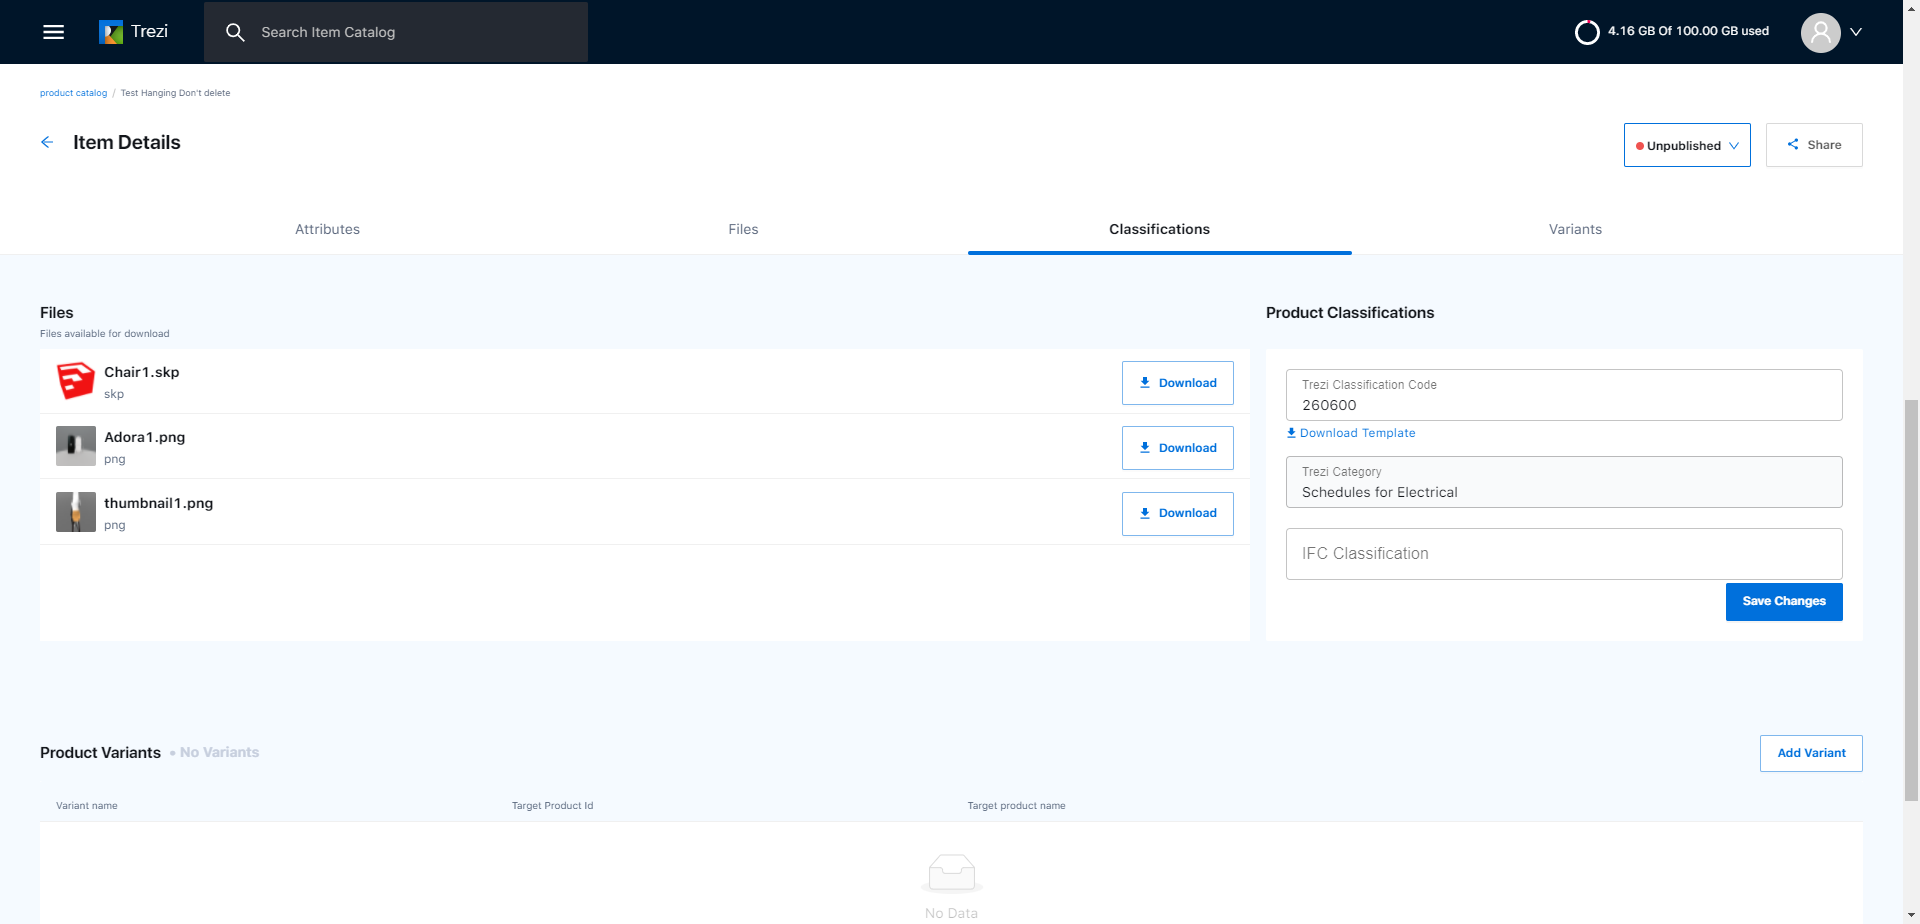 Trezi
Search Item Catalog
4.16 GB Of 100.00 GB used
product catalog / Test Hanging Don't delete
Item Details
Unpublished
Share
Attributes
Files
Classifications
Variants
Files
Files available for download
Chair1.skp
skp
Download
Adora1.png
png
Download
thumbnail1.png
png
Download
Product Classifications
Trezi Classification Code
260600
Download Template
Trezi Category
Schedules for Electrical
IFC Classification
Save Changes
Product Variants • No Variants
Add Variant
Variant name
Target Product Id
Target product name
No Data